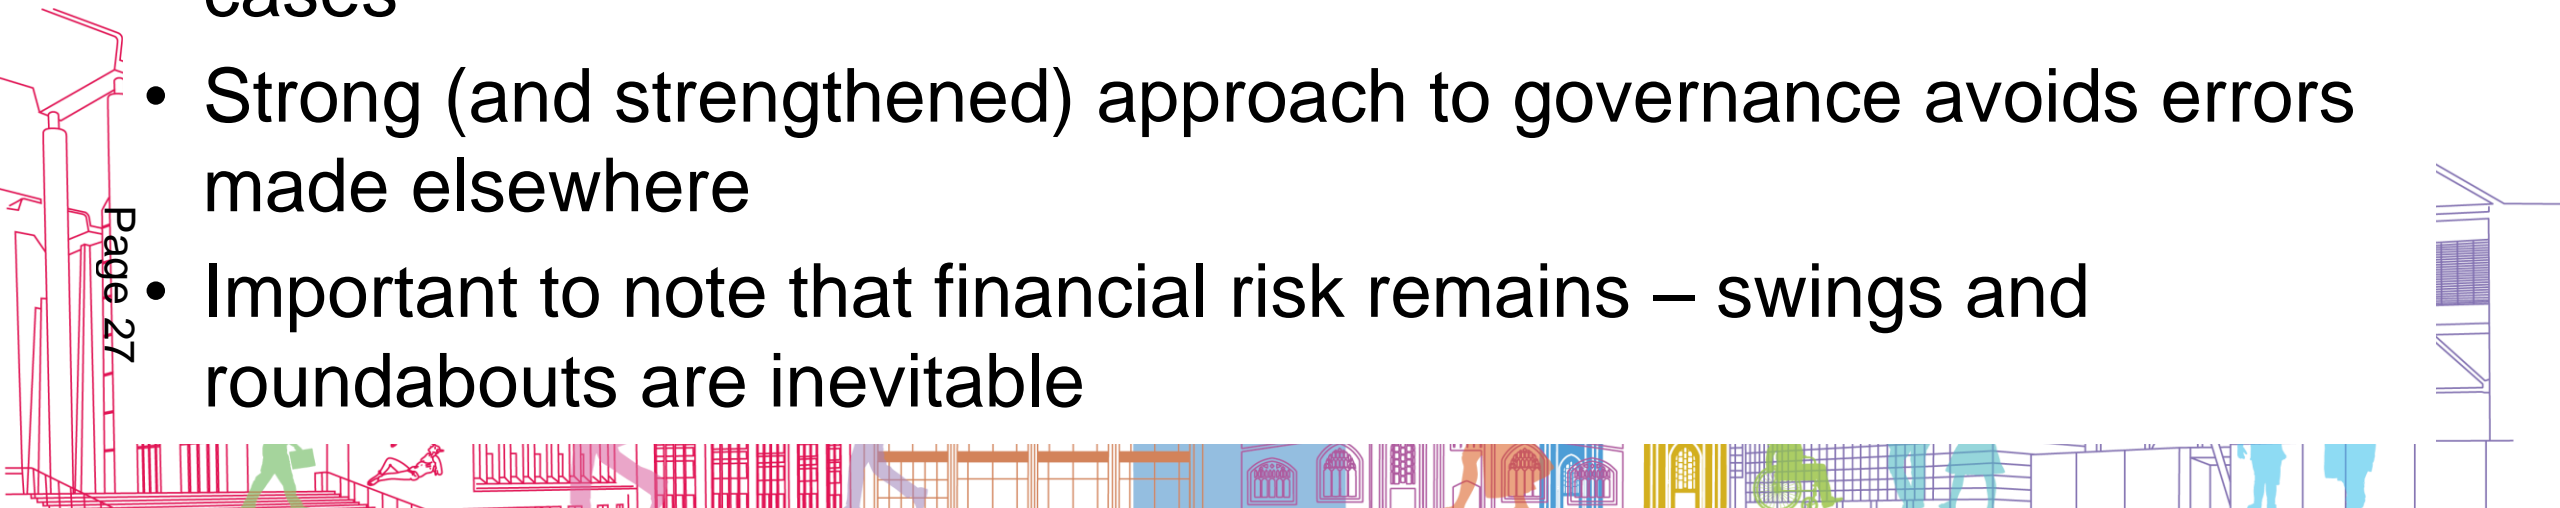 cases
• Strong (and strengthened) approach to governance avoids errors
made elsewhere
• Important to note that financial risk remains – swings and
roundabouts are inevitable
Page 27